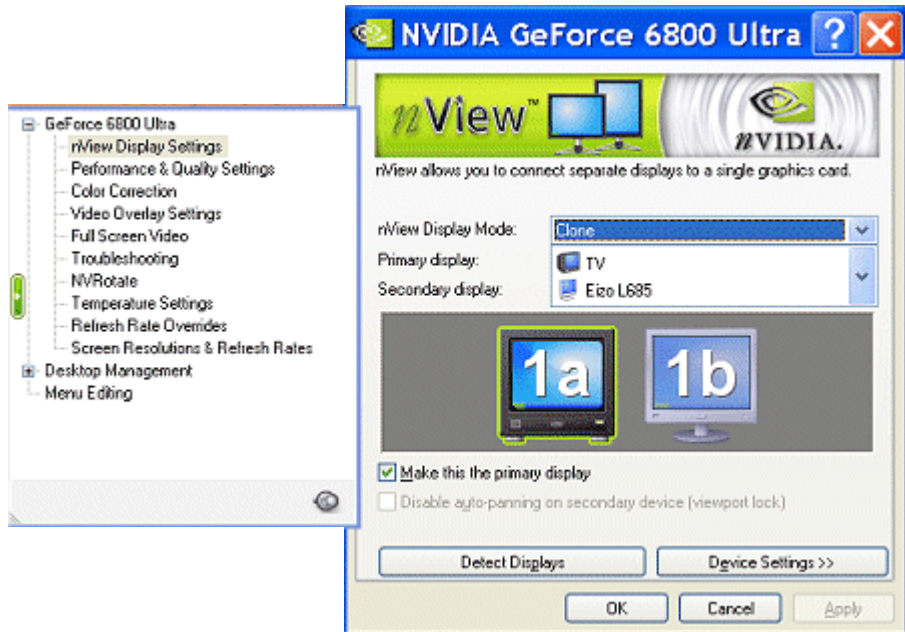 NVIDIA GeForce 6800 Ultra
nView™
NVIDIA.
nView allows you to connect separate displays to a single graphics card.
GeForce 6800 Ultra
nView Display Settings
Performance & Quality Settings
Color Correction
Video Overlay Settings
Full Screen Video
Troubleshooting
NVRotate
Temperature Settings
Refresh Rate Overrides
Screen Resolutions & Refresh Rates
Desktop Management
Menu Editing
nView Display Mode: Clone
Primary display: TV
Secondary display: Eizo L685
1a 1b
Make this the primary display
Disable auto-panning on secondary device (viewport lock)
Detect Displays Device Settings >>
OK Cancel Apply